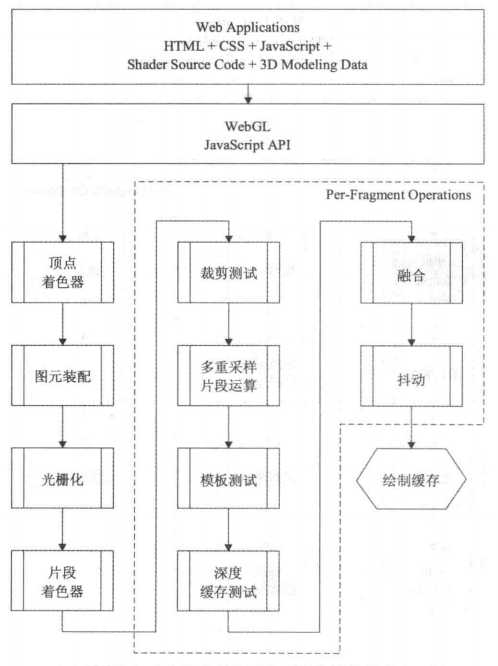 Web Applications
HTML + CSS + JavaScript +
Shader Source Code + 3D Modeling Data
WebGL
JavaScript API
Per-Fragment Operations
顶点
着色器
图元装配
光栅化
片段
着色器
裁剪测试
多重采样
片段运算
模板测试
深度
缓存测试
融合
抖动
绘制缓存